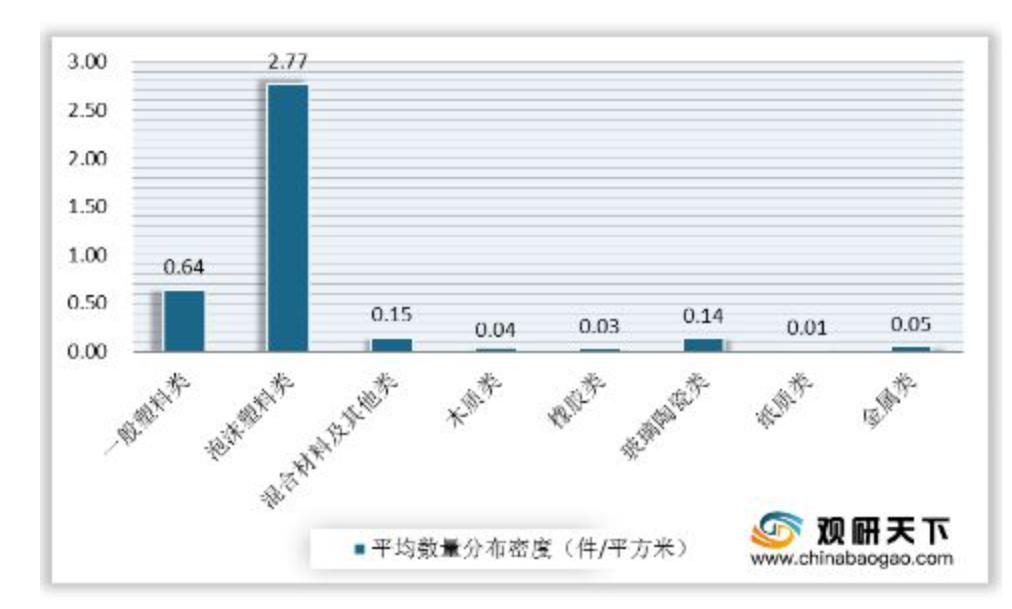 3.00
2.50
2.00
1.50
1.00
0.50
0.00
0.64
2.77
0.15
0.04
0.03
0.14
0.01
0.05
一般塑料类
泡沫塑料类
混合材料及其他类
木质类
橡胶类
玻璃陶瓷类
纸质类
金属类
平均数量分布密度（件/平方米）
观研天下
www.chinabaogao.com